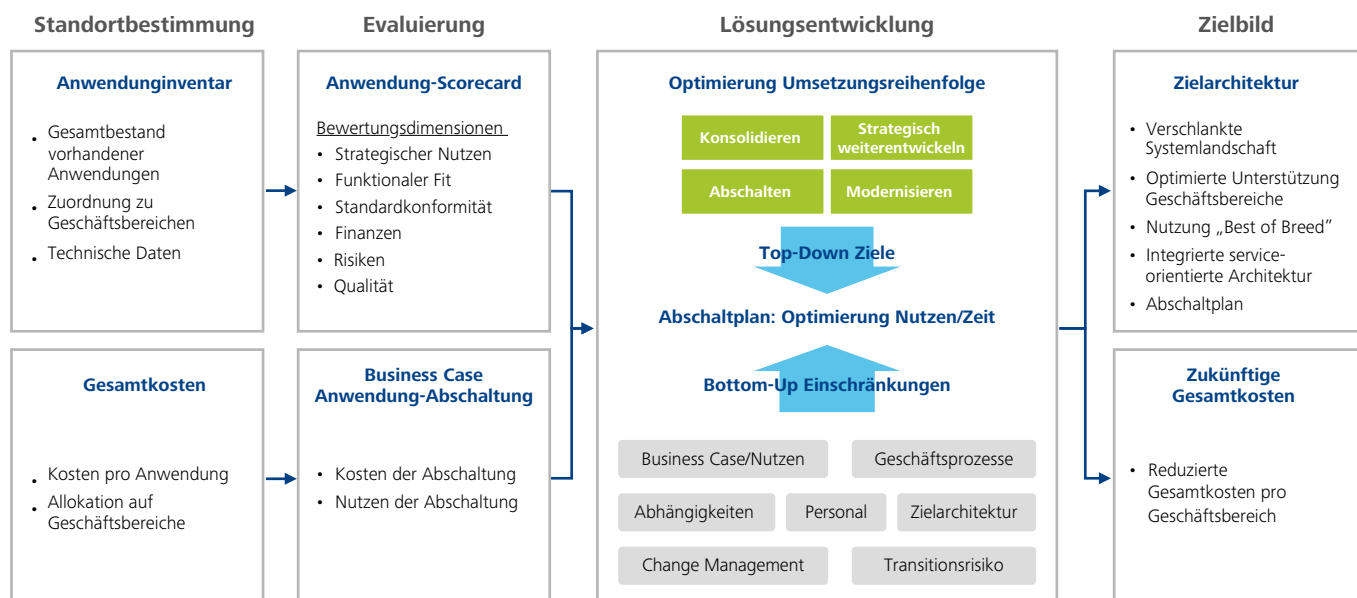 Standortbestimmung
Anwendunginventar
• Gesamtbestand
vorhandener
Anwendungen
• Zuordnung zu
Geschäftsbereichen
• Technische Daten
Gesamtkosten
• Kosten pro Anwendung
• Allokation auf
Geschäftsbereiche
Evaluierung
Anwendung-Scorecard
Bewertungsdimensionen
• Strategischer Nutzen
• Funktionaler Fit
• Standardkonformität
• Finanzen
• Risiken
• Qualität
Business Case
Anwendung-Abschaltung
• Kosten der Abschaltung
• Nutzen der Abschaltung
Lösungsentwicklung
Optimierung Umsetzungsreihenfolge
Konsolidieren
Strategisch
weiterentwickeln
Abschalten
Modernisieren
Top-Down Ziele
Abschaltplan: Optimierung Nutzen/Zeit
Bottom-Up Einschränkungen
Business Case/Nutzen
Geschäftsprozesse
Abhängigkeiten
Personal
Zielarchitektur
Change Management
Transitionsrisiko
Zielbild
Zielarchitektur
• Verschlankte
Systemlandschaft
• Optimierte Unterstützung
Geschäftsbereiche
• Nutzung „Best of Breed”
• Integrierte service-
orientierte Architektur
• Abschaltplan
Zukünftige
Gesamtkosten
• Reduzierte
Gesamtkosten pro
Geschäftsbereich